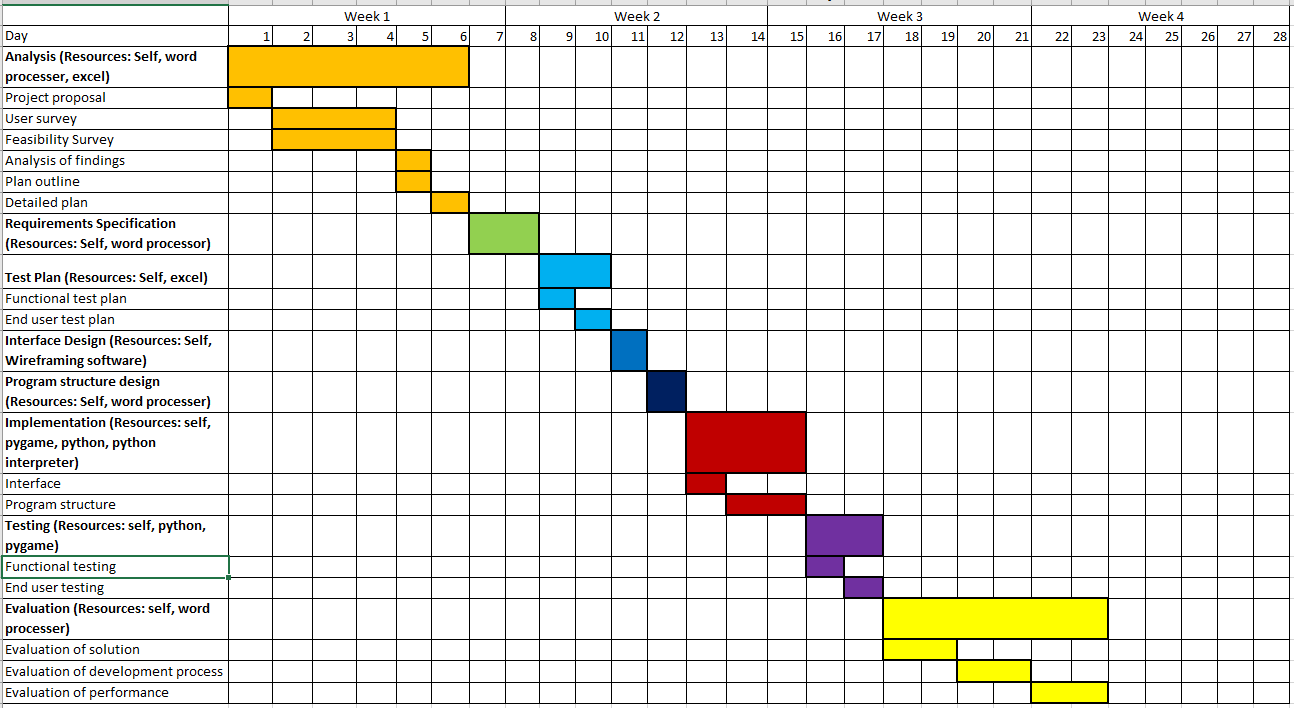 Week 1 Week 2 Week 3 Week 4
Day 1 2 3 4 5 6 7 8 9 10 11 12 13 14 15 16 17 18 19 20 21 22 23 24 25 26 27 28
Analysis (Resources: Self, word
processer, excel)
Project proposal
User survey
Feasibility Survey
Analysis of findings
Plan outline
Detailed plan
Requirements Specification
(Resources: Self, word processor)
Test Plan (Resources: Self, excel)
Functional test plan
End user test plan
Interface Design (Resources: Self,
Wireframing software)
Program structure design
(Resources: Self, word processer)
Implementation (Resources: self,
pygame, python, python
interpreter)
Interface
Program structure
Testing (Resources: self, python,
pygame)
Functional testing
End user testing
Evaluation (Resources: self, word
processer)
Evaluation of solution
Evaluation of development process
Evaluation of performance